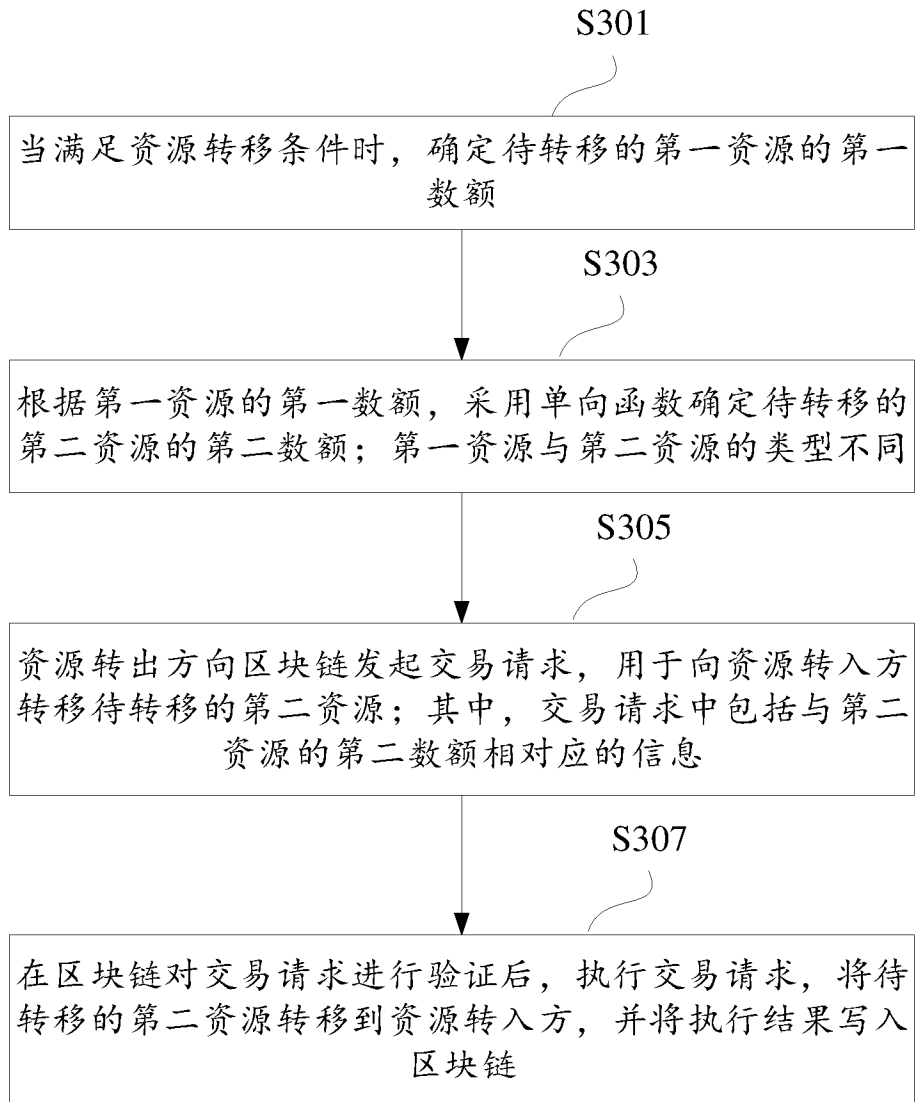 S301
当满足资源转移条件时，确定待转移的第一资源的第一
数额
S303
根据第一资源的第一数额，采用单向函数确定待转移的
第二资源的第二数额；第一资源与第二资源的类型不同
S305
资源转出方向区块链发起交易请求，用于向资源转入方
转移待转移的第二资源；其中，交易请求中包括与第二
资源的第二数额相对应的信息
S307
在区块链对交易请求进行验证后，执行交易请求，将待
转移的第二资源转移到资源转入方，并将执行结果写入
区块链